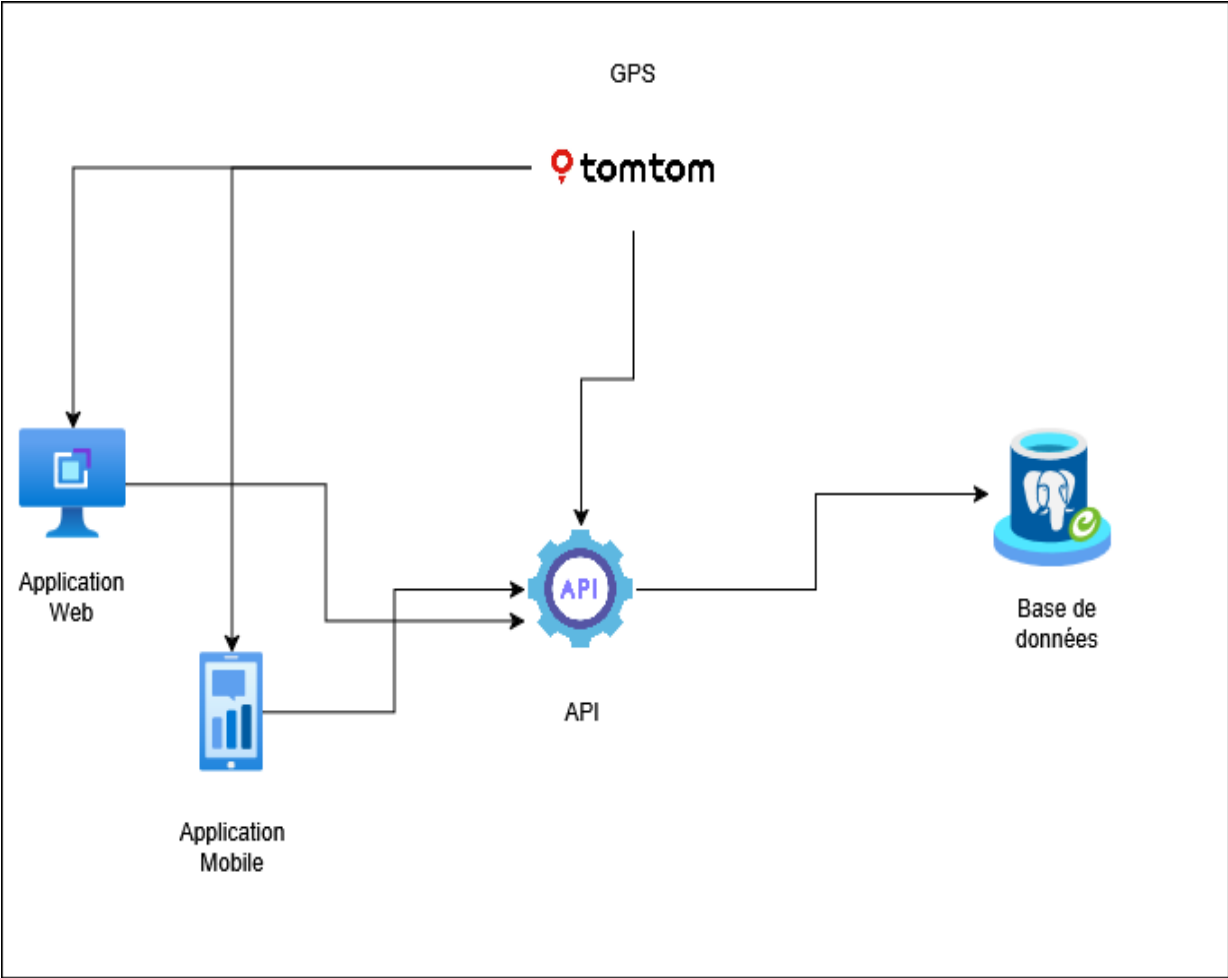 GPS
tomtom
Application
Web
API
Base de
données
API
Application
Mobile